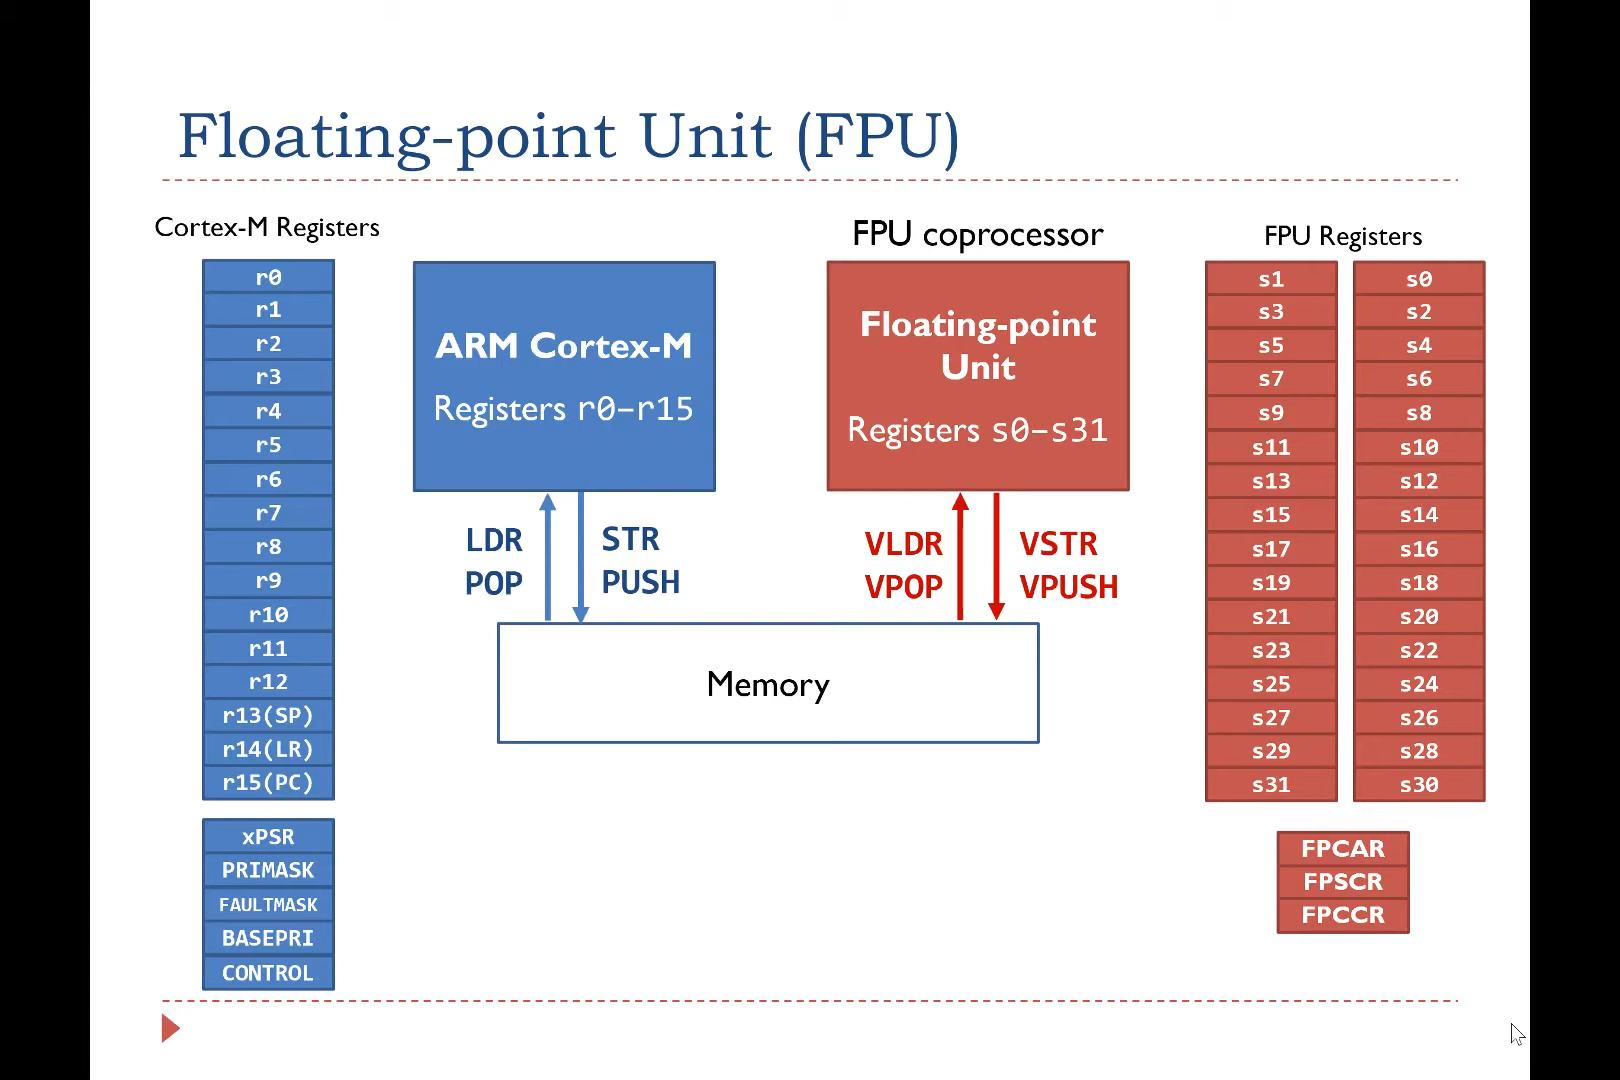 Floating-point Unit (FPU)
Cortex-M Registers
r0
r1
r2
r3
r4
r5
r6
r7
r8
r9
r10
r11
r12
r13(SP)
r14(LR)
r15(PC)
xPSR
PRIMASK
FAULTMASK
BASEPRI
CONTROL
ARM Cortex-M
Registers r0–r15
LDR STR
POP PUSH
FPU coprocessor
Floating-point
Unit
Registers s0–s31
VLDR VSTR
VPOP VPUSH
Memory
FPU Registers
s1 s0
s3 s2
s5 s4
s7 s6
s9 s8
s11 s10
s13 s12
s15 s14
s17 s16
s19 s18
s21 s20
s23 s22
s25 s24
s27 s26
s29 s28
s31 s30
FPCAR
FPSCR
FPCCR